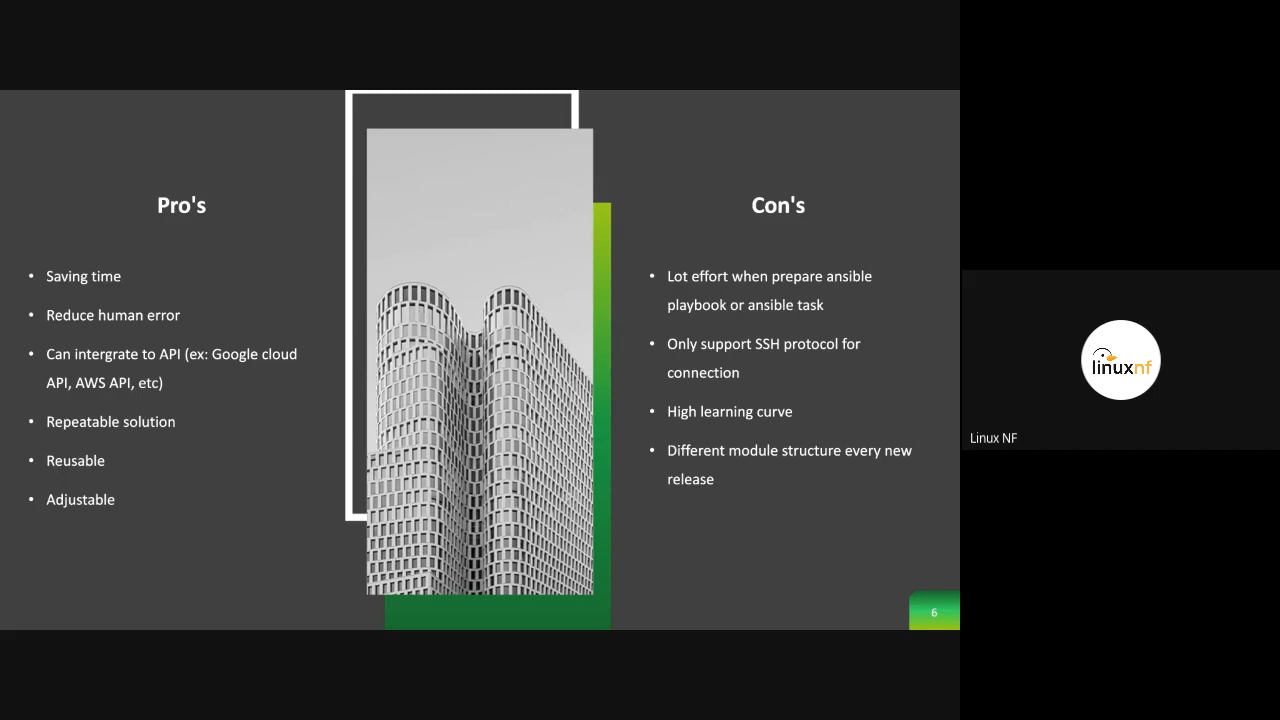 Pro's
• Saving time
• Reduce human error
• Can intergrate to API (ex: Google cloud
API, AWS API, etc)
• Repeatable solution
• Reusable
• Adjustable
Con's
• Lot effort when prepare ansible
playbook or ansible task
• Only support SSH protocol for
connection
• High learning curve
• Different module structure every new
release
6
linuxnf
Linux NF